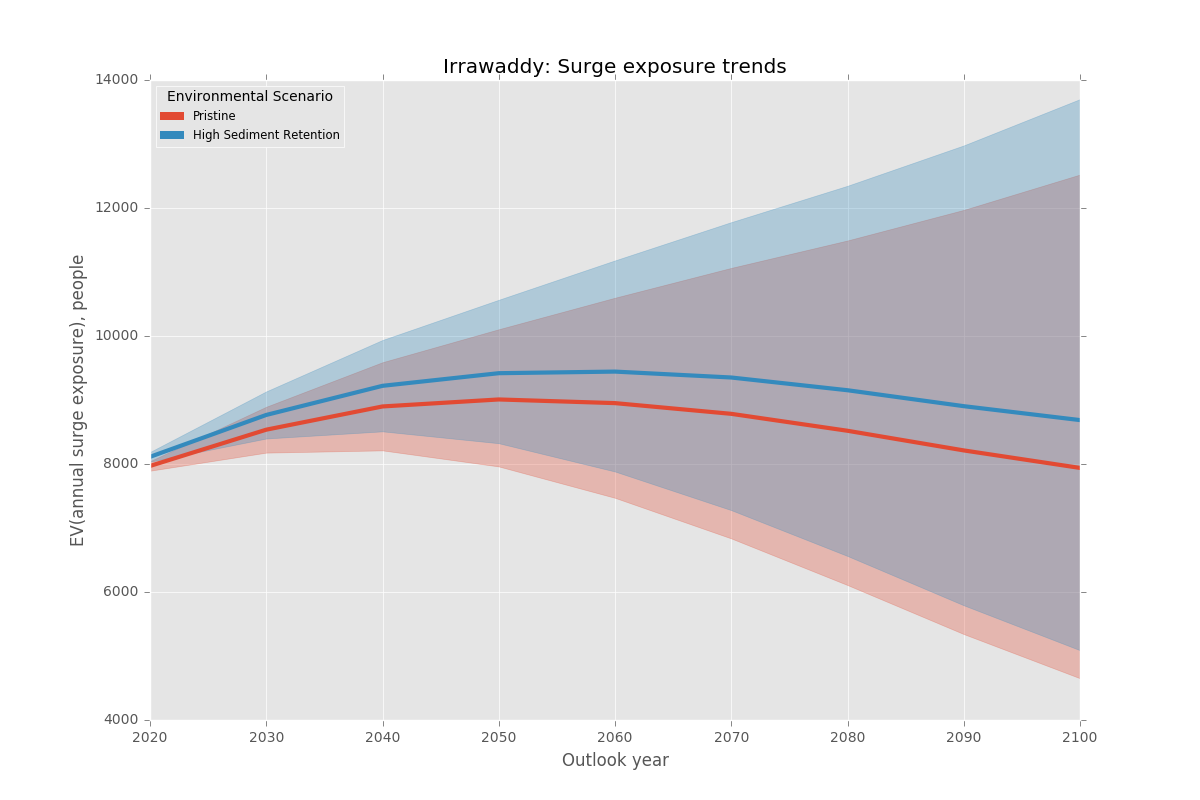 Irrawaddy: Surge exposure trends
14000
12000
10000
8000
6000
4000
EV(annual surge exposure), people
Environmental Scenario
Pristine
High Sediment Retention
2020 2030 2040 2050 2060 2070 2080 2090 2100
Outlook year